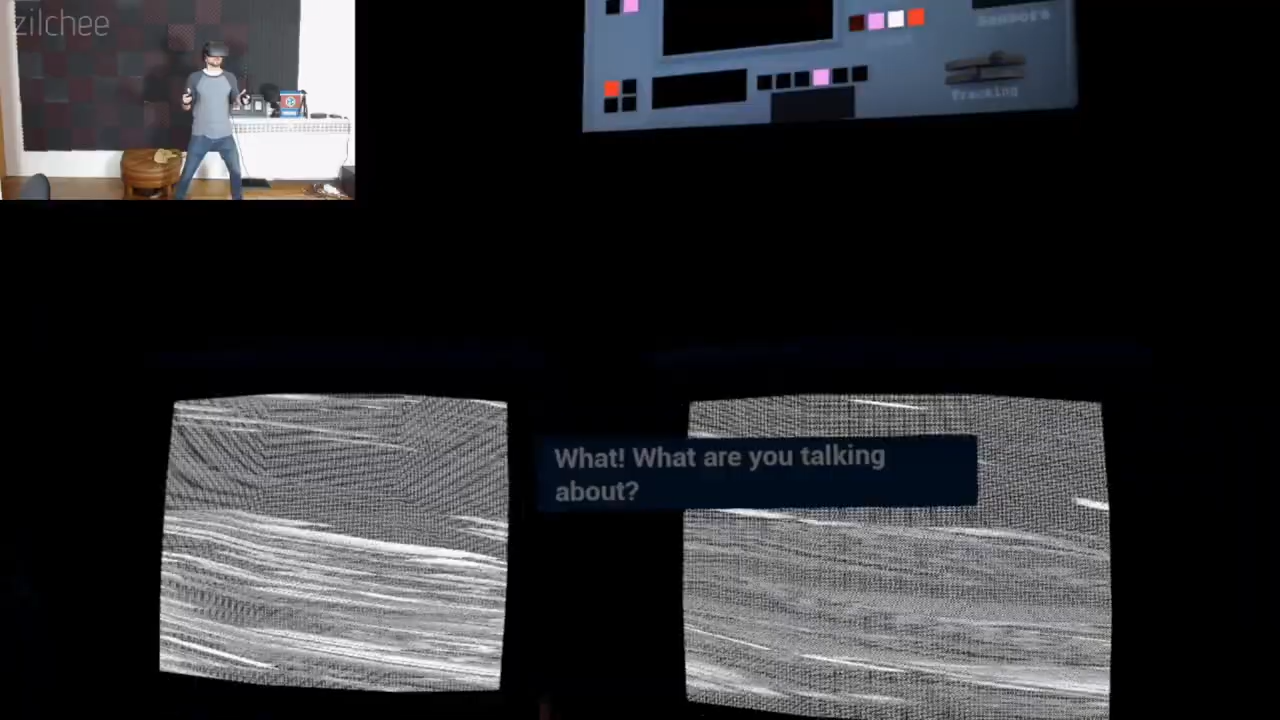 zilchee
Sensors
Tracking
What! What are you talking
about?